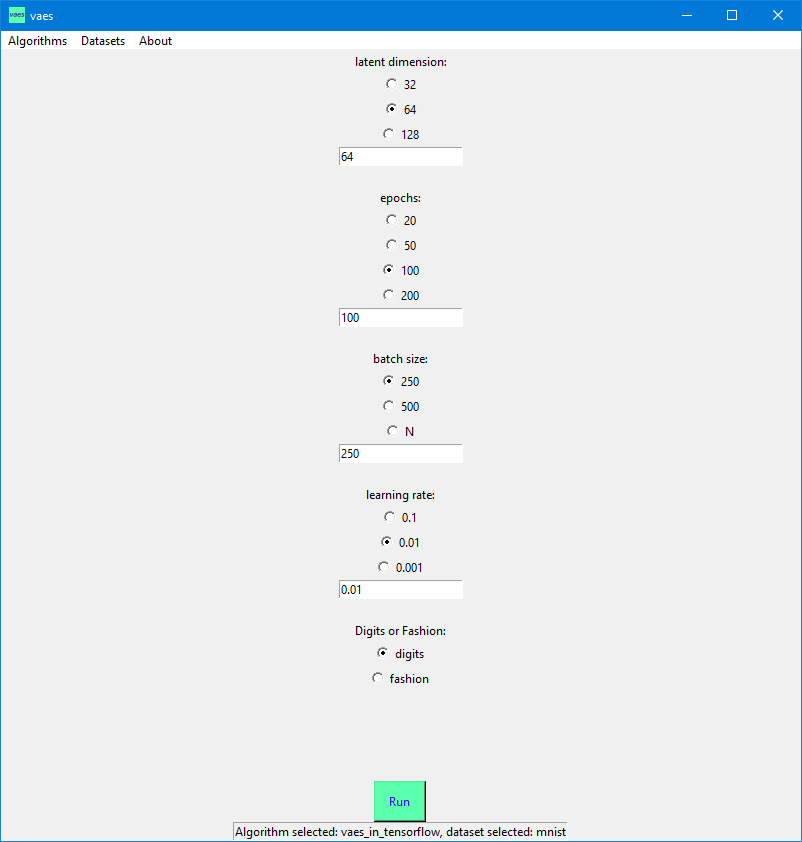 vaes vaes
Algorithms Datasets About
latent dimension:
32
64
128
64
epochs:
20
50
100
200
100
batch size:
250
500
N
250
learning rate:
0.1
0.01
0.001
0.01
Digits or Fashion:
digits
fashion
Run
Algorithm selected: vaes_in_tensorflow, dataset selected: mnist